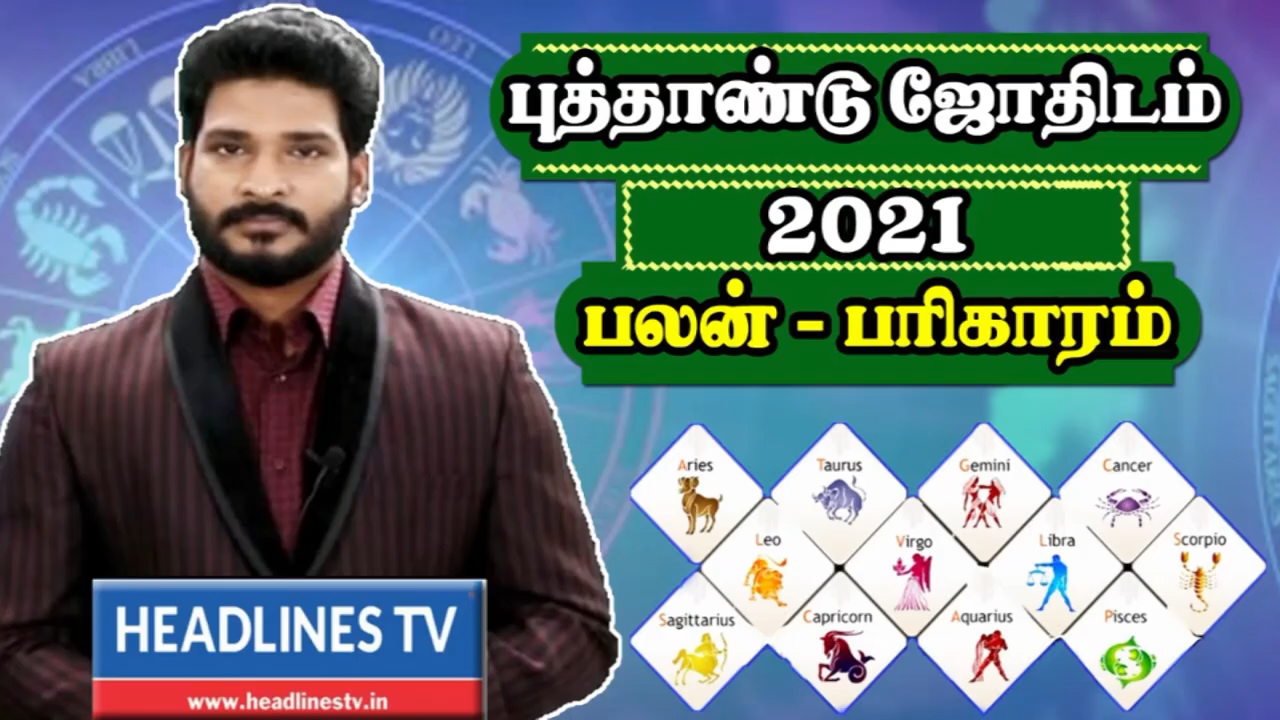 LIBRA
புத்தாண்டு ஜோதிடம்
2021
பலன் - பரிகாரம்
Aries
Taurus
Gemini
Cancer
Leo
Virgo
Libra
Scorpio
Sagittarius
Capricorn
Aquarius
Pisces
HEADLINES TV
www.headlinestv.in